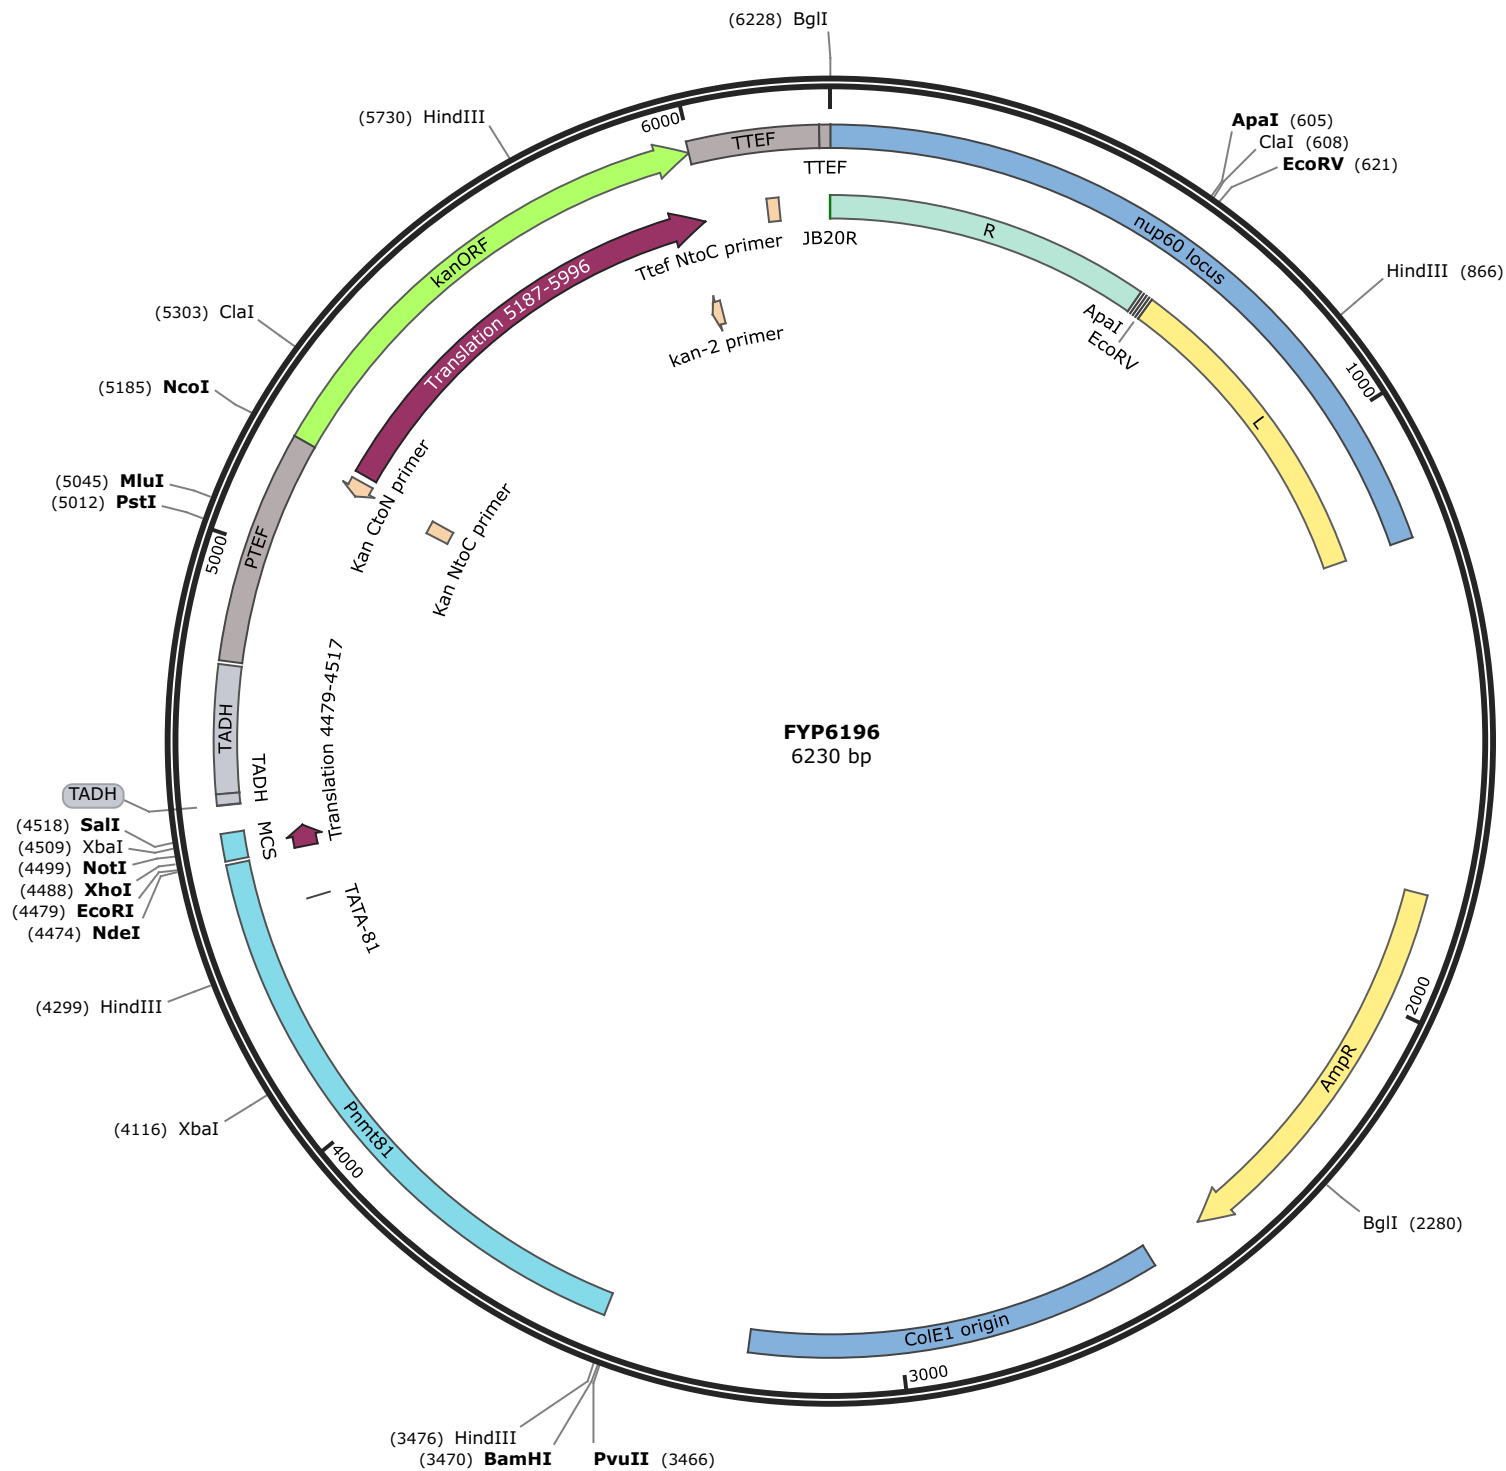 (6228) BglI
(5730) HindIII
6000
TTEF
TTEF
ApaI (605)
ClaI (608)
EcoRV (621)
nup60 locus
R
JB20R
Ttef NtoC primer
kanORF
Translation 5187-5996
kan-2 primer
HindIII (866)
ApaI
EcoRV
(5303) ClaI
1000
(5185) NcoI
L
(5045) MluI
(5012) PstI
5000
PTEF
Kan CtoN primer
Kan NtoC primer
TADH
TADH
Translation 4479-4517
FYP6196
6230 bp
TADH
MCS
(4518) SalI
(4509) XbaI
(4499) NotI
(4488) XhoI
(4479) EcoRI
(4474) NdeI
TATA-81
(4299) HindIII
2000
AmpR
(4116) XbaI
Pnmt81
4000
BglI (2280)
ColE1 origin
3000
(3476) HindIII
(3470) BamHI
PvuII (3466)